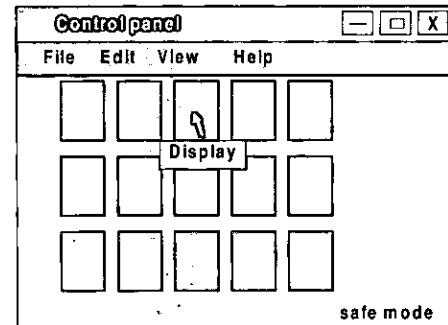 Control panel X
File Edit View Help
Display
safe mode